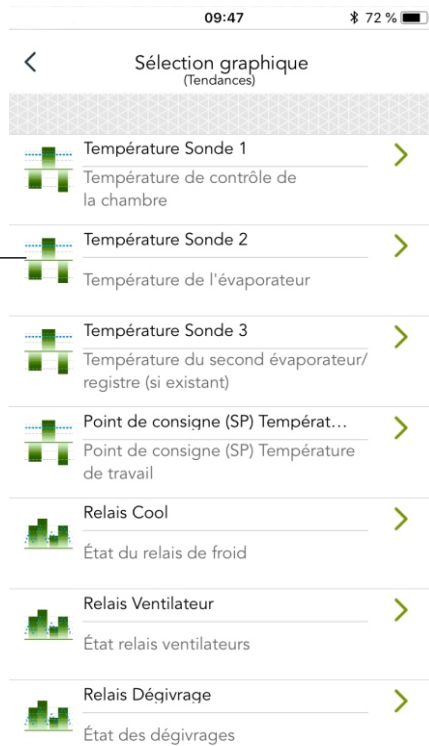 09:47
72 %
Sélection graphique
(Tendances)
Température Sonde 1
Température de contrôle de
la chambre
Température Sonde 2
Température de l'évaporateur
Température Sonde 3
Température du second évaporateur/
registre (si existant)
Point de consigne (SP) Températ...
Point de consigne (SP) Température
de travail
Relais Cool
État du relais de froid
Relais Ventilateur
État relais ventilateurs
Relais Dégivrage
État des dégivrages